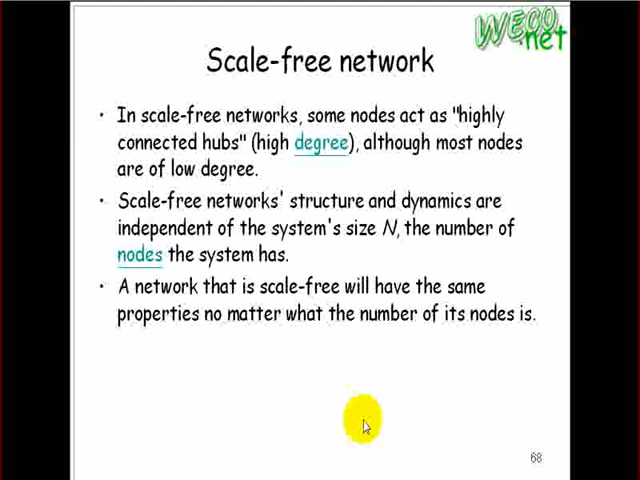 WECO
.net
Scale-free network
• In scale-free networks, some nodes act as "highly
connected hubs" (high degree), although most nodes
are of low degree.
• Scale-free networks' structure and dynamics are
independent of the system's size N, the number of
nodes the system has.
• A network that is scale-free will have the same
properties no matter what the number of its nodes is.
68